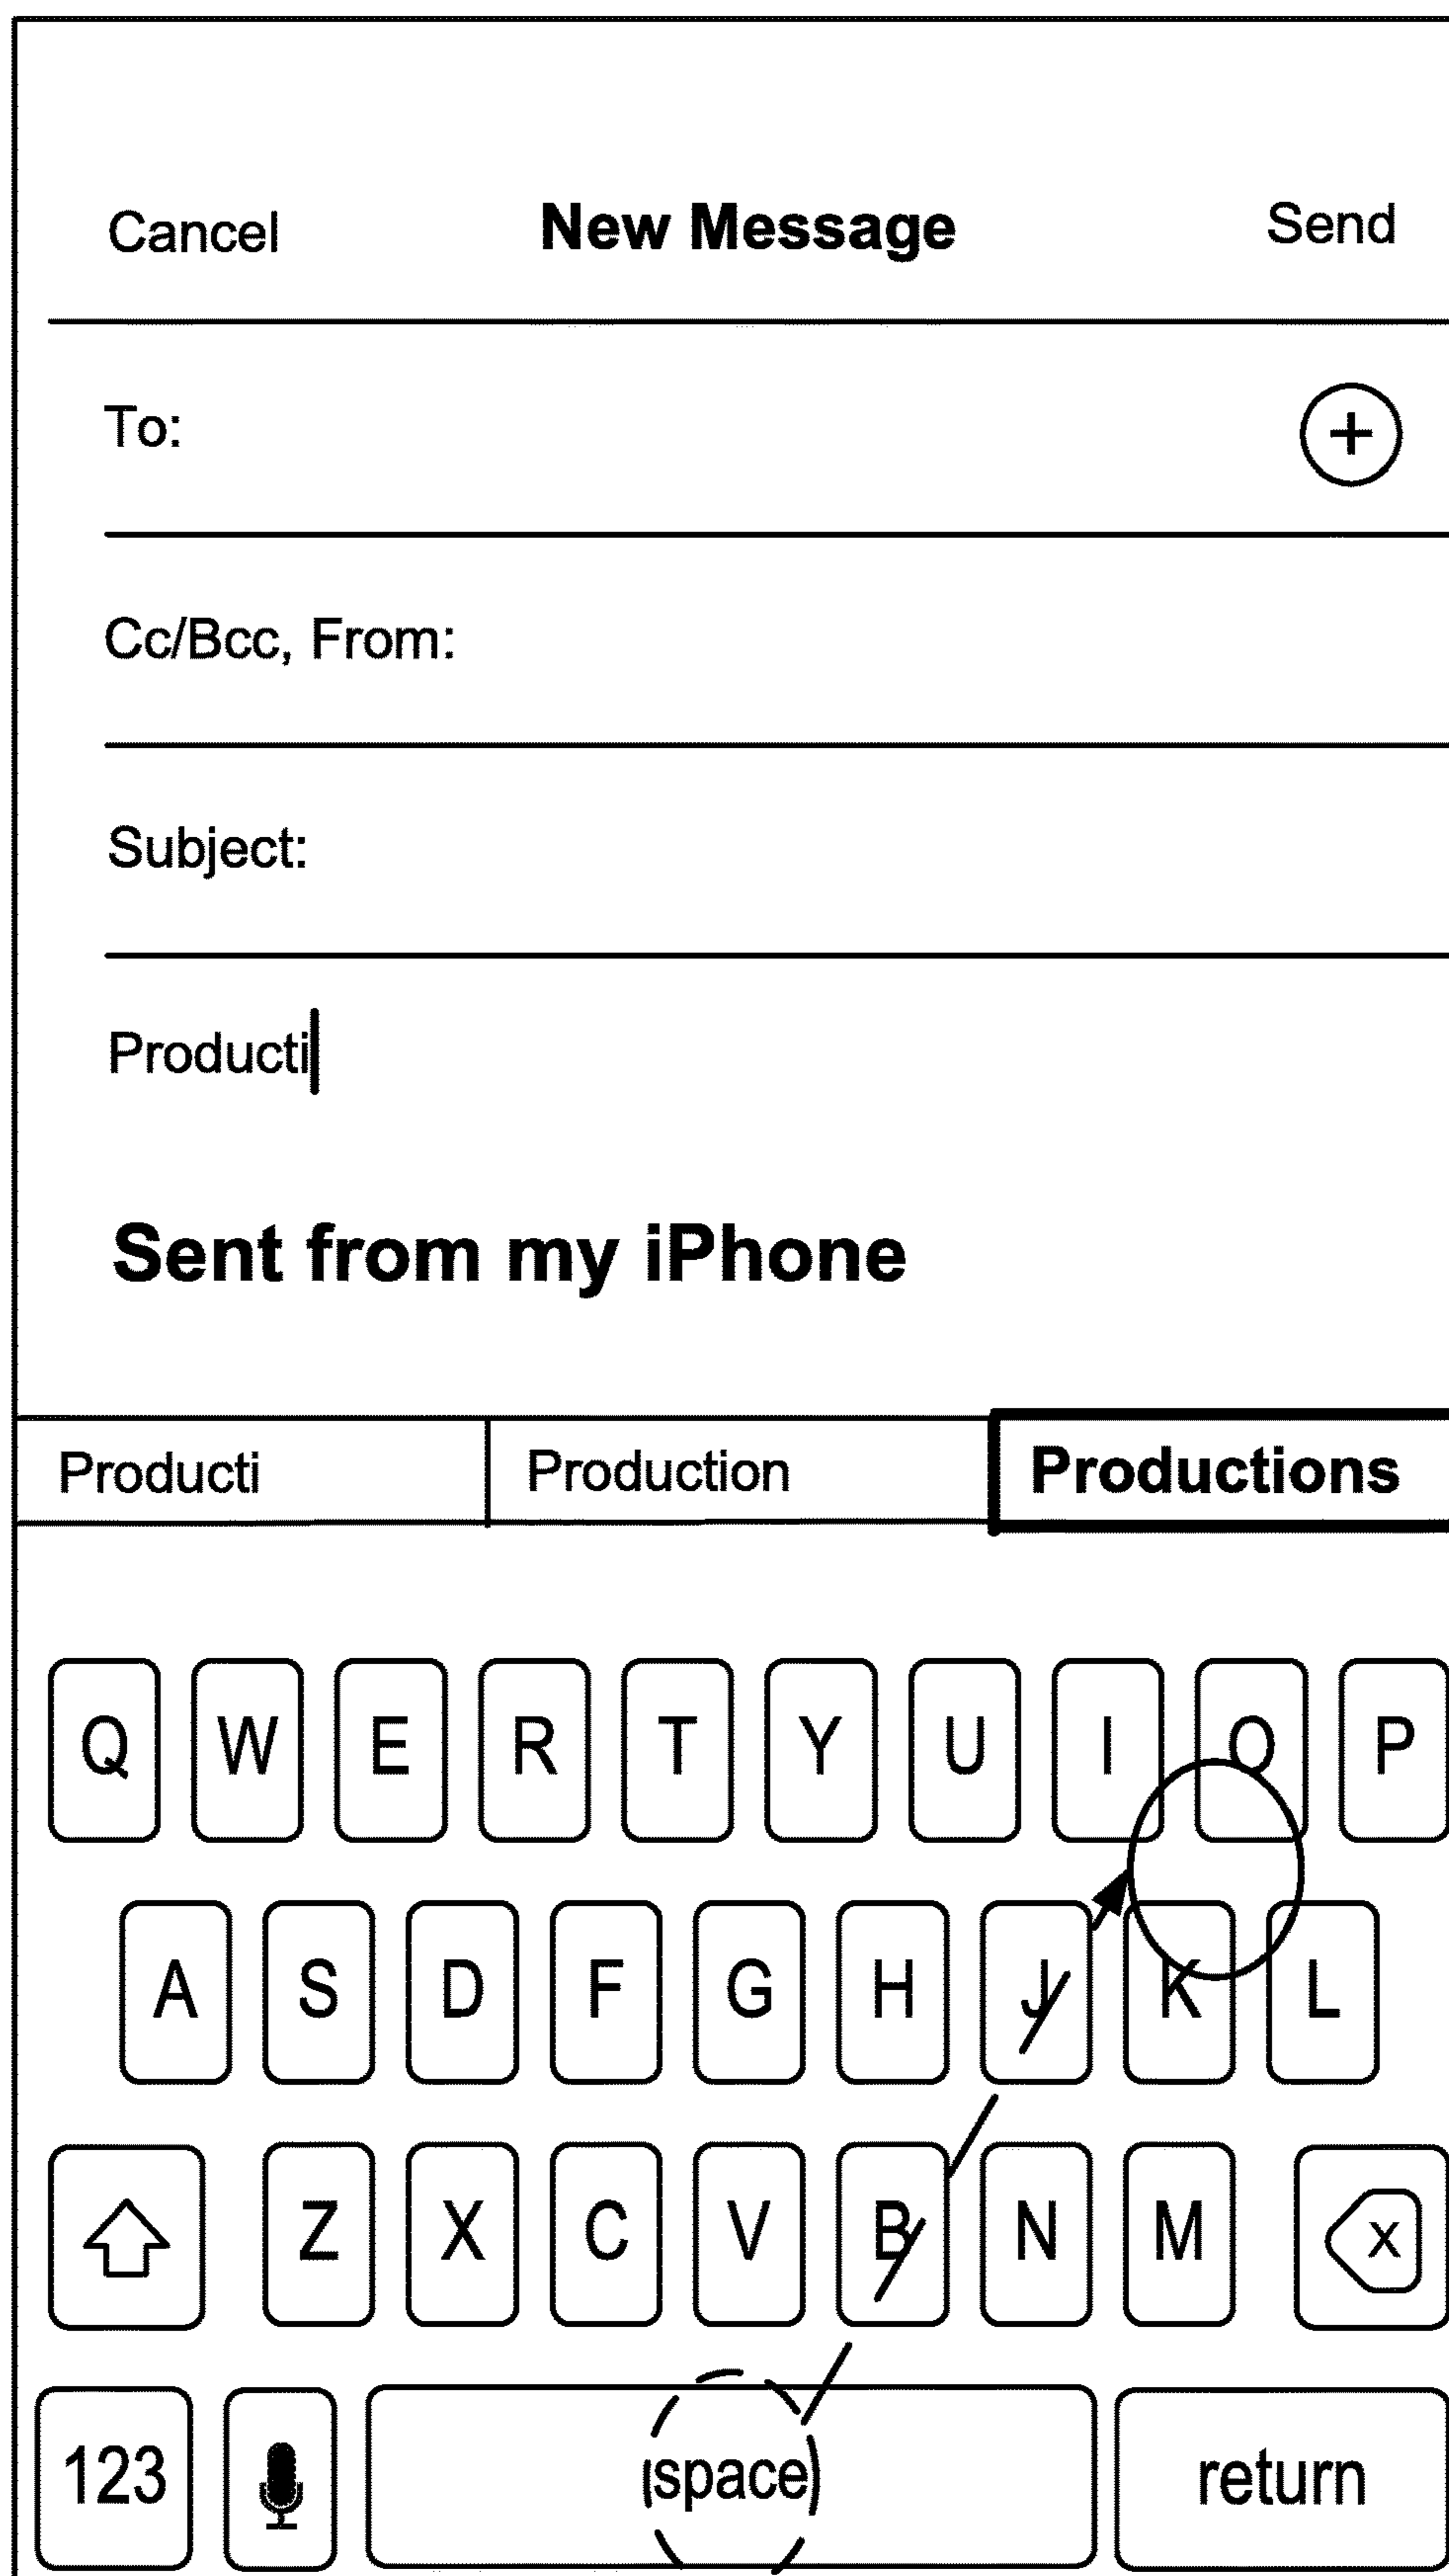 Cancel New Message Send
To: +
Cc/Bcc, From:
Subject:
Producti
Sent from my iPhone
Producti Production Productions
Q W E R T Y U I O P
A S D F G H J K L
Z X C V B N M X
123 space return